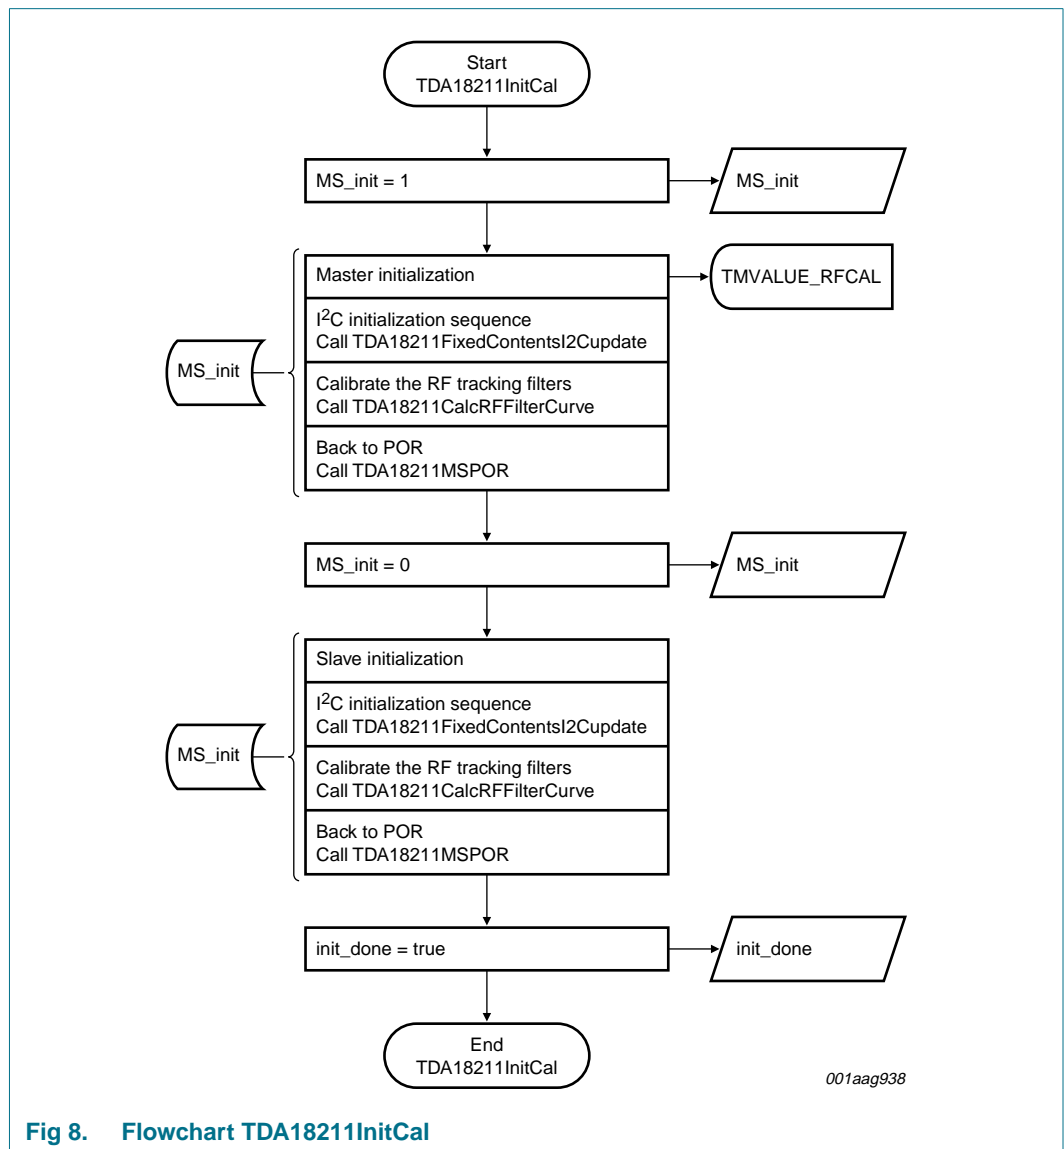 Start
TDA18211InitCal
MS_init = 1
MS_init
Master initialization
TMVALUE_RFCAL
I2C initialization sequence
Call TDA18211FixedContentsI2Cupdate
MS_init
Calibrate the RF tracking filters
Call TDA18211CalcRFFilterCurve
Back to POR
Call TDA18211MSPOR
MS_init = 0
MS_init
Slave initialization
I2C initialization sequence
Call TDA18211FixedContentsI2Cupdate
MS_init
Calibrate the RF tracking filters
Call TDA18211CalcRFFilterCurve
Back to POR
Call TDA18211MSPOR
init_done = true
init_done
End
TDA18211InitCal
001aag938
Fig 8. Flowchart TDA18211InitCal